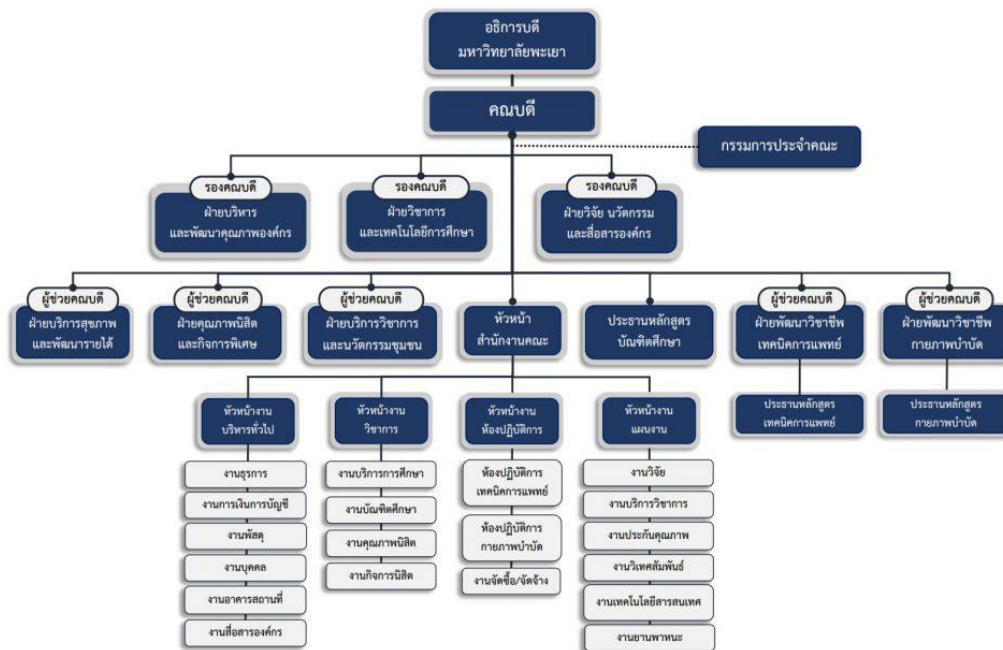 อธิการบดี
มหาวิทยาลัยพะเยา
คณบดี
กรรมการประจำคณะ
รองคณบดี
ฝ่ายบริหาร
และพัฒนาคุณภาพองค์กร
รองคณบดี
ฝ่ายวิชาการ
และเทคโนโลยีการศึกษา
รองคณบดี
ฝ่ายวิจัย นวัตกรรม
และสื่อสารองค์กร
ผู้ช่วยคณบดี
ฝ่ายบริการสุขภาพ
และพัฒนารายได้
ผู้ช่วยคณบดี
ฝ่ายคุณภาพนิสิต
และกิจการพิเศษ
ผู้ช่วยคณบดี
ฝ่ายบริการวิชาการ
และนวัตกรรมชุมชน
หัวหน้า
สำนักงานคณะ
ประธานหลักสูตร
บัณฑิตศึกษา
ผู้ช่วยคณบดี
ฝ่ายพัฒนาวิชาชีพ
เทคนิคการแพทย์
ผู้ช่วยคณบดี
ฝ่ายพัฒนาวิชาชีพ
กายภาพบำบัด
หัวหน้างาน
บริหารทั่วไป
หัวหน้างาน
วิชาการ
หัวหน้างาน
ห้องปฏิบัติการ
หัวหน้างาน
แผนงาน
ประธานหลักสูตร
เทคนิคการแพทย์
ประธานหลักสูตร
กายภาพบำบัด
งานธุรการ
งานการเงินการบัญชี
งานพัสดุ
งานบุคคล
งานอาคารสถานที่
งานสื่อสารองค์กร
งานบริการการศึกษา
งานบัณฑิตศึกษา
งานคุณภาพนิสิต
งานกิจการนิสิต
ห้องปฏิบัติการ
เทคนิคการแพทย์
ห้องปฏิบัติการ
กายภาพบำบัด
งานจัดซื้อ/จัดจ้าง
งานวิจัย
งานบริการวิชาการ
งานประกันคุณภาพ
งานวิเทศสัมพันธ์
งานเทคโนโลยีสารสนเทศ
งานยานพาหนะ